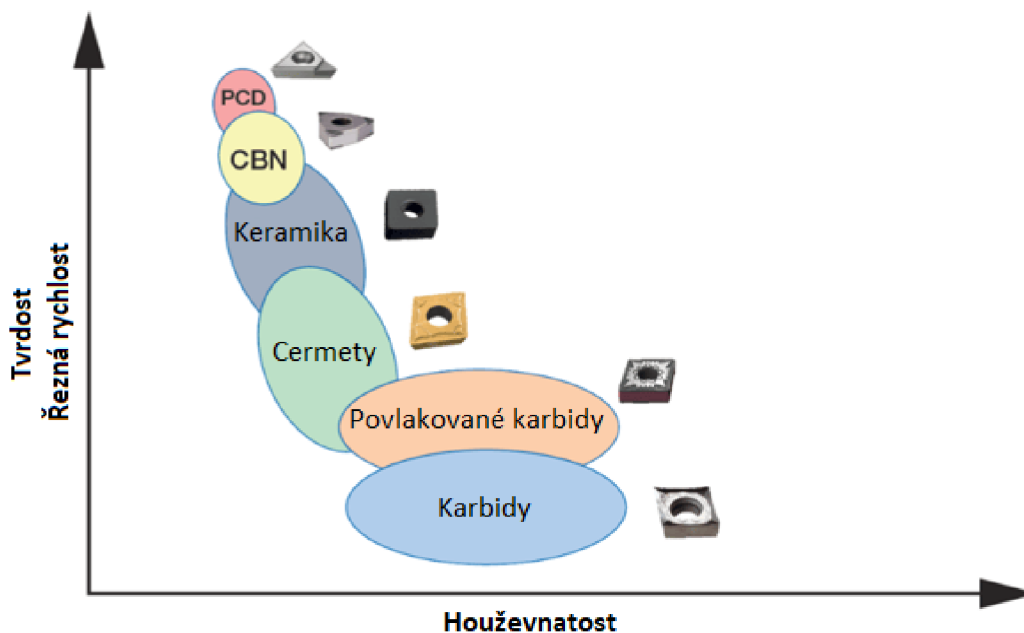 PCD
CBN
Keramika
Cermety
Povlakované karbidy
Karbidy
Tvrdost
Řezná rychlost
Houževnatost